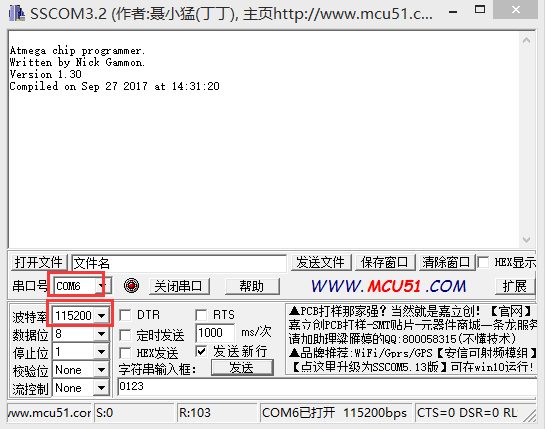 SSCOM3.2 (作者:聂小猛(丁丁), 主页http://www.mcu51.c...
Atmega chip programmer.
Written by Nick Gammon.
Version 1.30
Compiled on Sep 27 2017 at 14:31:20
打开文件 文件名 发送文件 保存窗口 清除窗口 HEX显示
串口号 COM6 关闭串口 帮助 WWW.MCU51.COM 扩展
波特率 115200 DTR RTS
数据位 8 定时发送 1000 ms/次
停止位 1 HEX发送 发送新行
校验位 None 字符串输入框: 发送
流控制 None 0123
▲PCB打样那家强?当然就是嘉立创!【官网】
嘉立创PCB打样-SMT贴片-元器件商城一条龙服务
请加助理梁麝嫱的QQ:800058315(不懂技术)
▲品牌推荐:WiFi/Gprs/GPS【安信可射频模组】
【点这里升级为SSCOM5.13版】可在win10运行!
www.mcu51.cor S:0 R:103 COM6已打开 115200bps CTS=0 DSR=0 RL